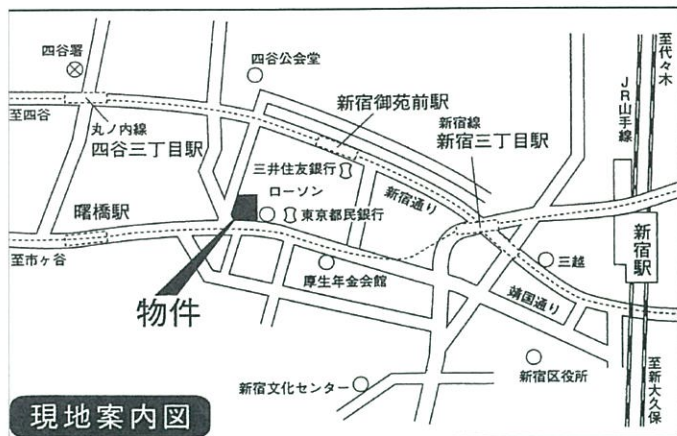 四谷署
四谷公会堂
至代々木
JR山手線
新宿御苑前駅
至四谷
丸ノ内線
四谷三丁目駅
新宿線
新宿三丁目駅
三井住友銀行
ローソン
新宿通り
曙橋駅
東京都民銀行
新宿駅
至市ヶ谷
厚生年金会館
三越
物件
靖国通り
新宿区役所
新宿文化センター
至新大久保
現地案内図